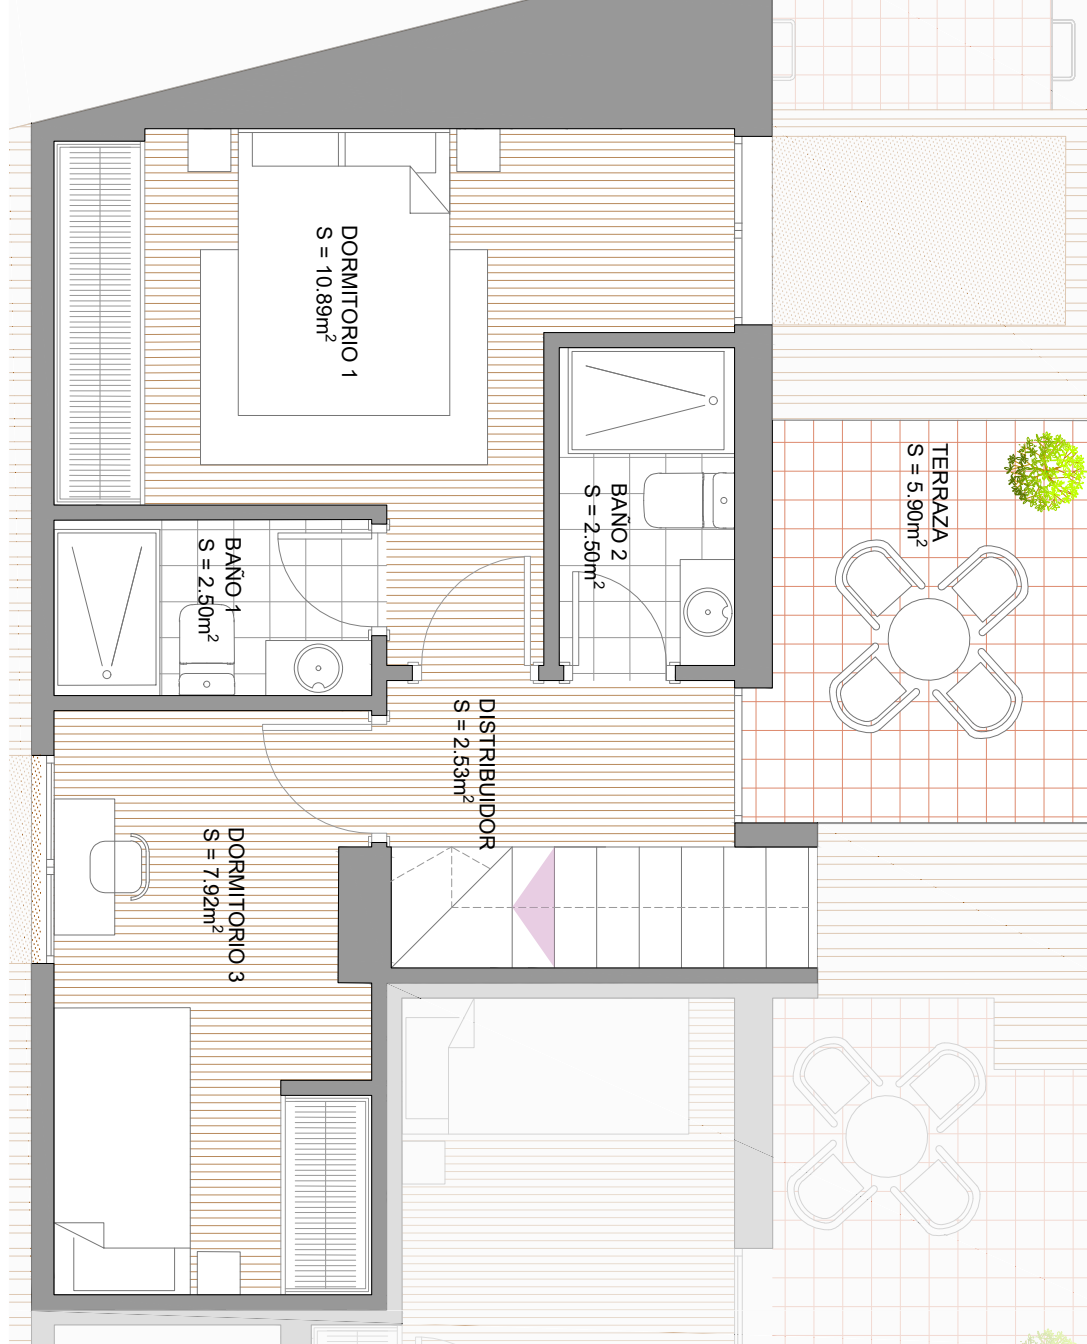 DORMITORIO 1
S = 10.89m²
BAÑO 2
S = 2.50m²
TERRAZA
S = 5.90m²
BAÑO 1
S = 2.50m²
DISTRIBUIDOR
S = 2.53m²
DORMITORIO 3
S = 7.92m²